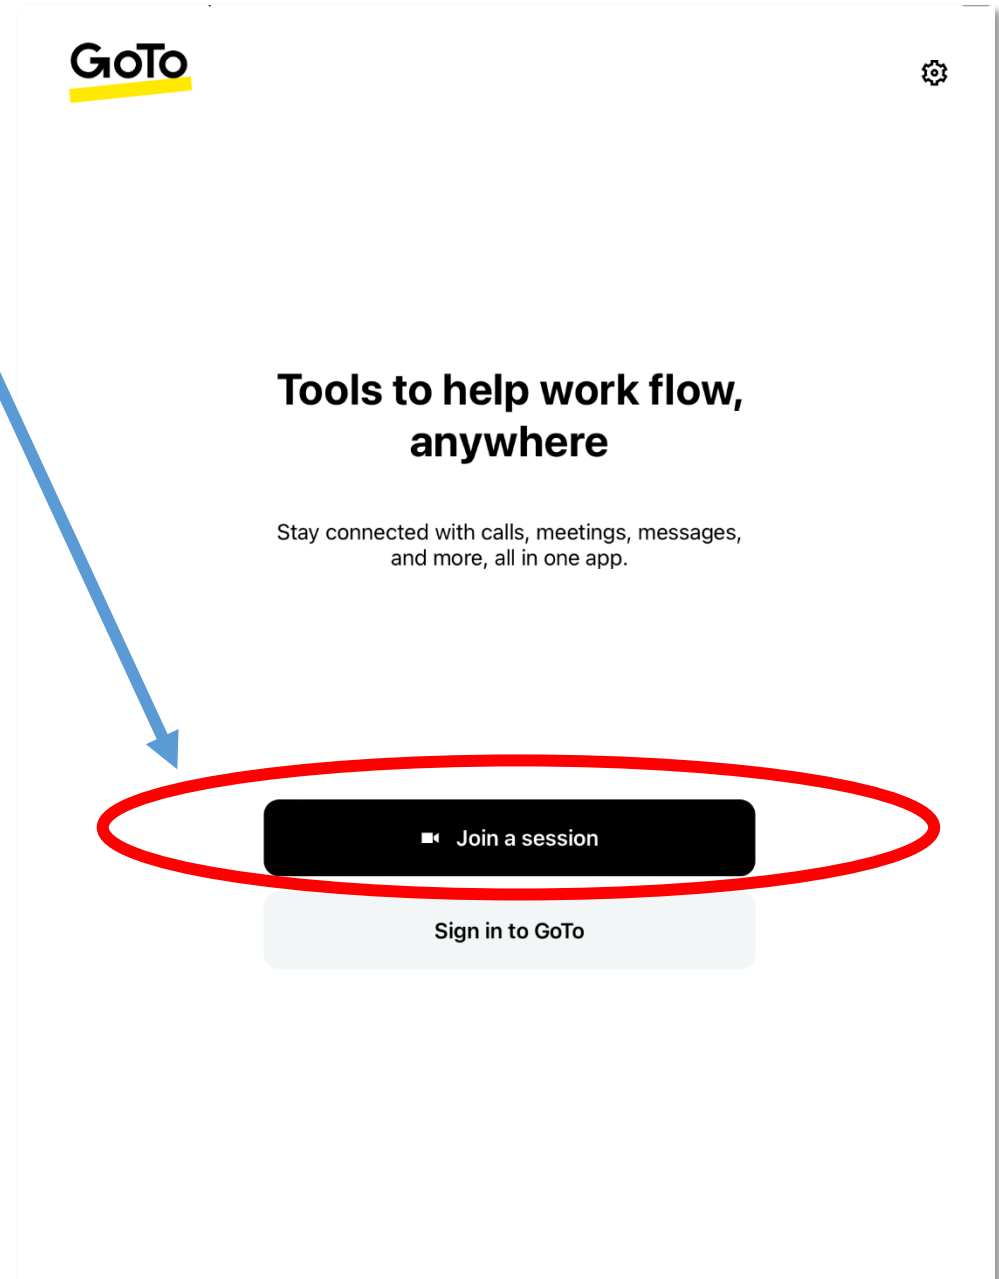 GoTo
Tools to help work flow,
anywhere
Stay connected with calls, meetings, messages,
and more, all in one app.
Join a session
Sign in to GoTo